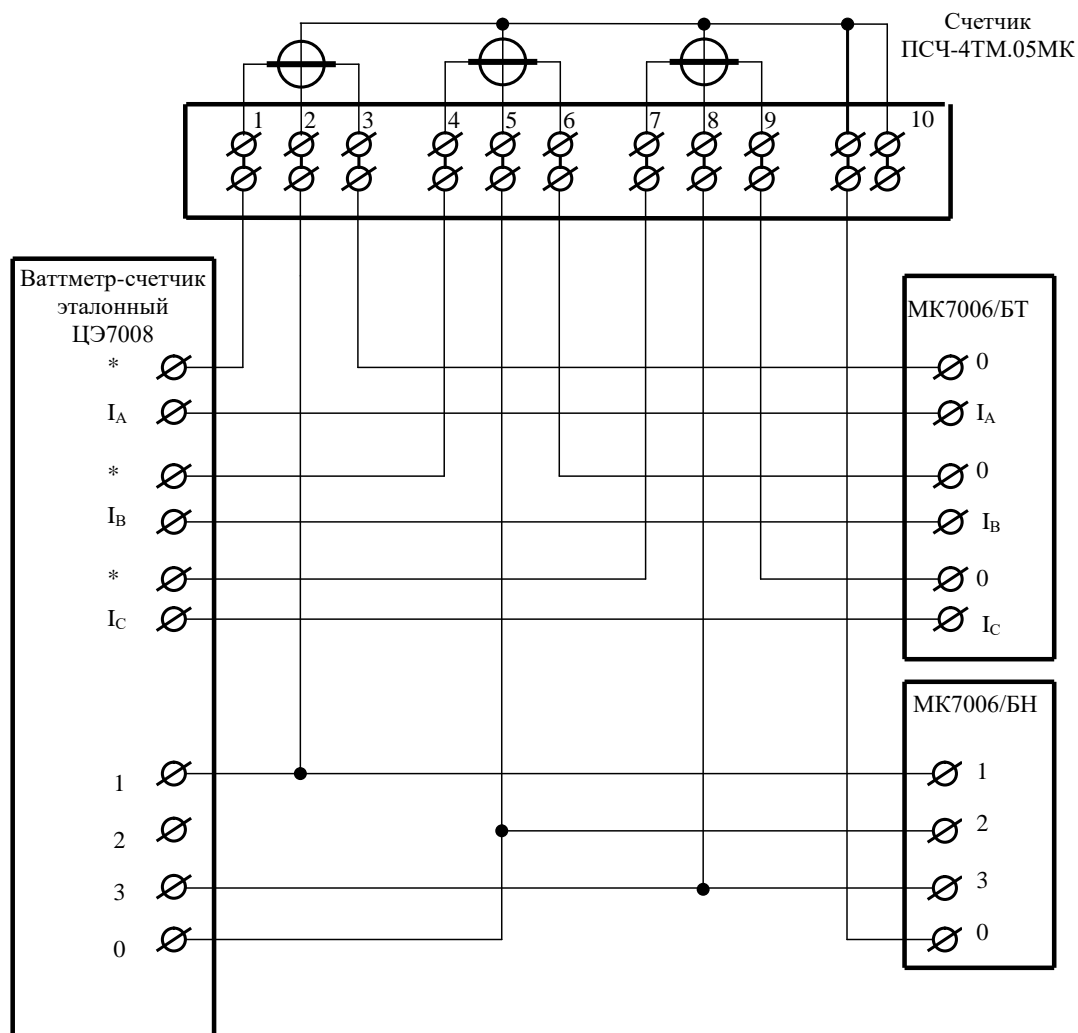 Счетчик
ПСЧ-4ТМ.05МК
1 2 3 4 5 6 7 8 9 10
Ваттметр-счетчик
эталонный
ЦЭ7008
*
IA
*
IB
*
IC
1
2
3
0
МК7006/БТ
0
IA
0
IB
0
IC
МК7006/БН
1
2
3
0